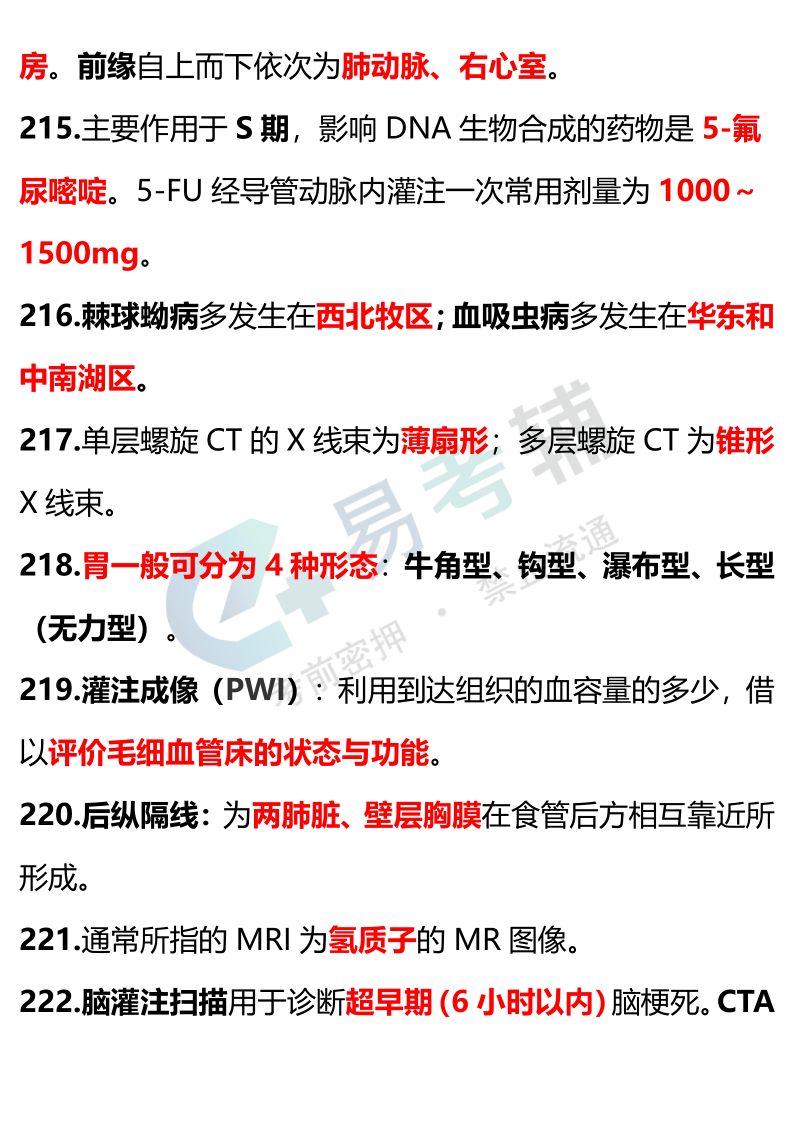 房。前缘自上而下依次为肺动脉、右心室。
215.主要作用于 S 期，影响 DNA 生物合成的药物是 5-氟
尿嘧啶。5-FU 经导管动脉内灌注一次常用剂量为 1000～
1500mg。
216.棘球蚴病多发生在西北牧区；血吸虫病多发生在华东和
中南湖区。
217.单层螺旋 CT 的 X 线束为薄扇形；多层螺旋 CT 为锥形
X 线束。
218.胃一般可分为 4 种形态：牛角型、钩型、瀑布型、长型
（无力型）。
219.灌注成像（PWI）：利用到达组织的血容量的多少，借
以评价毛细血管床的状态与功能。
220.后纵隔线：为两肺脏、壁层胸膜在食管后方相互靠近所
形成。
221.通常所指的 MRI 为氢质子的 MR 图像。
222.脑灌注扫描用于诊断超早期（6 小时以内）脑梗死。CTA
易考辅
考前密押 · 禁止流通